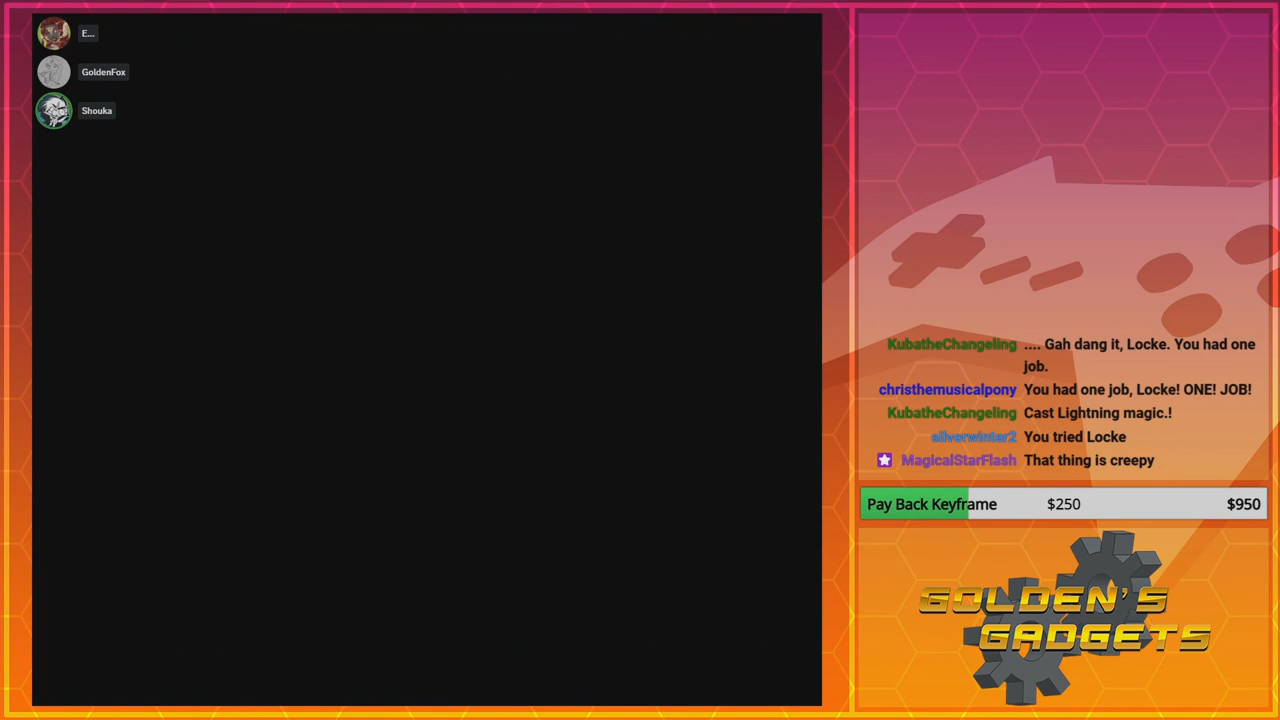 E...
GoldenFox
Shouka
KubatheChangeling .... Gah dang it, Locke. You had one
job.
christhemusicalpony You had one job, Locke! ONE! JOB!
KubatheChangeling Cast Lightning magic.!
silverwinter2 You tried Locke
MagicalStarFlash That thing is creepy
Pay Back Keyframe $250 $950
GOLDEN'S
GADGETS